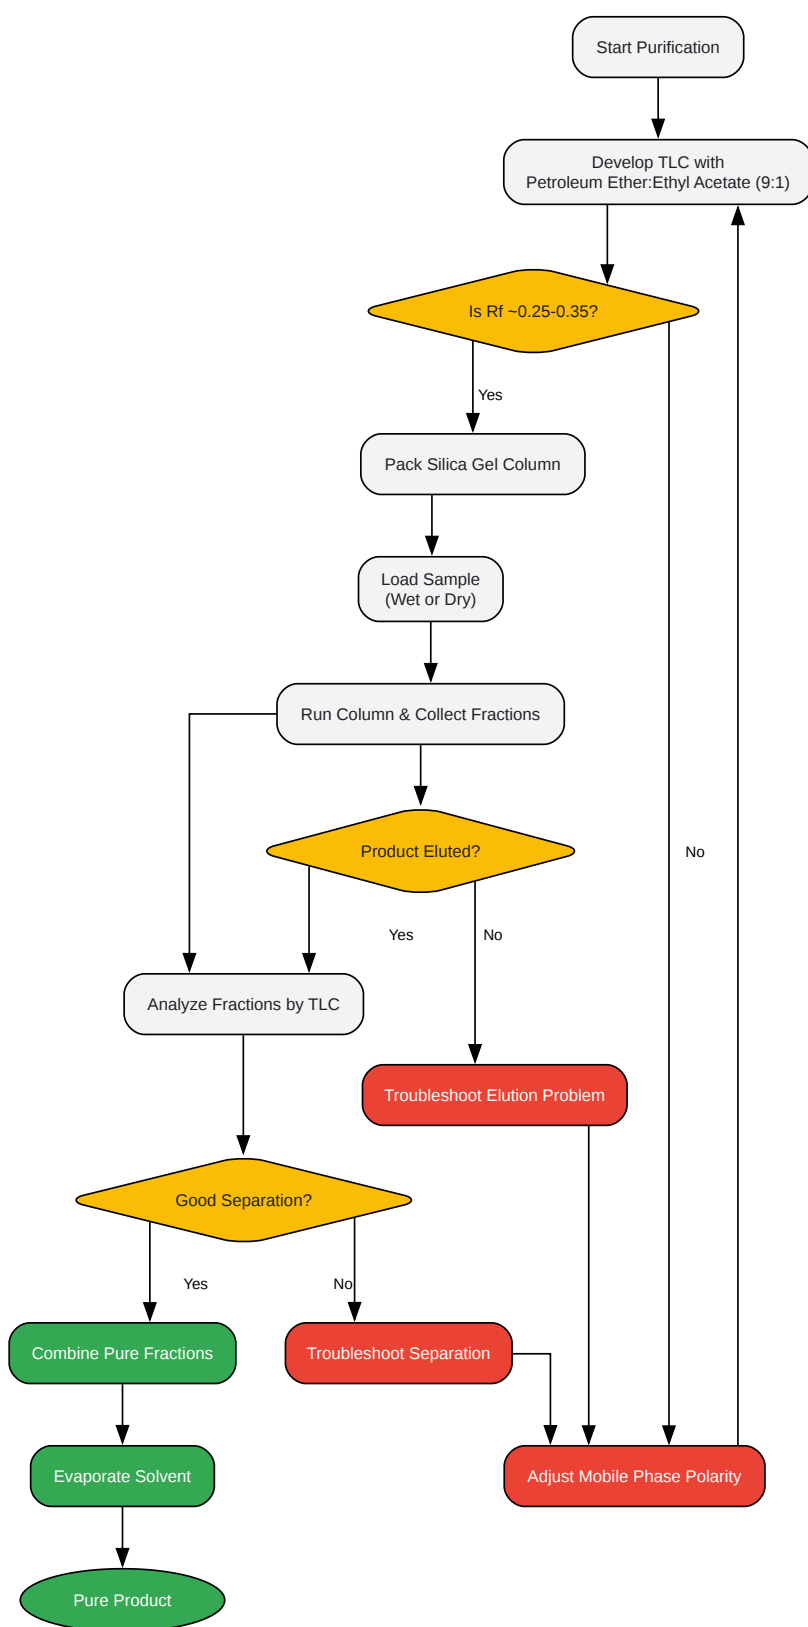 Start Purification
Develop TLC with
Petroleum Ether:Ethyl Acetate (9:1)
Is Rf ~0.25-0.35?
Yes
Pack Silica Gel Column
Load Sample
(Wet or Dry)
Run Column & Collect Fractions
Product Eluted?
No
Yes
No
Analyze Fractions by TLC
Troubleshoot Elution Problem
Good Separation?
Yes
No
Combine Pure Fractions
Troubleshoot Separation
Evaporate Solvent
Adjust Mobile Phase Polarity
Pure Product